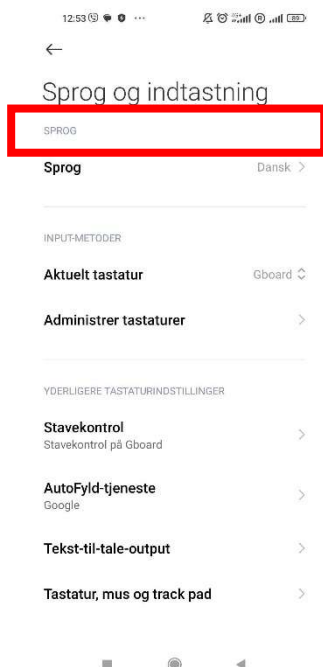 12:53
89
Sprog og indtastning
SPROG
Sprog
Dansk
INPUT-METODER
Aktuelt tastatur
Gboard
Administrer tastaturer
YDERLIGERE TASTATURINDSTILLINGER
Stavekontrol
Stavekontrol på Gboard
AutoFyld-tjeneste
Google
Tekst-til-tale-output
Tastatur, mus og track pad